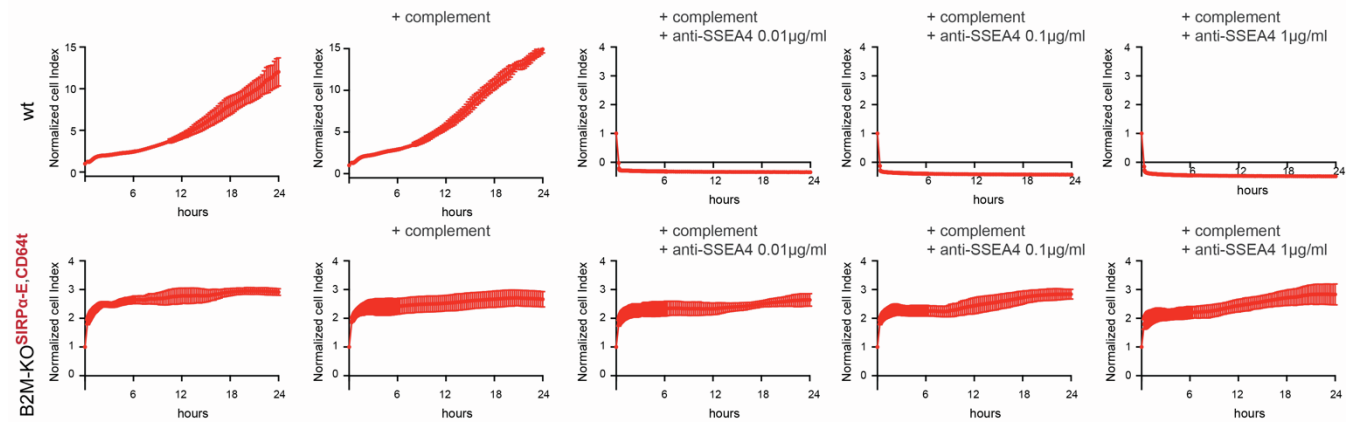 + complement
+ complement
+ anti-SSEA4 0.01µg/ml
+ complement
+ anti-SSEA4 0.1µg/ml
+ complement
+ anti-SSEA4 1µg/ml
wt
Normalized cell Index
15
10
5
0
6
12
18
24
hours
Normalized cell Index
15
10
5
0
6
12
18
24
hours
Normalized cell Index
4
3
2
1
0
6
12
18
24
hours
Normalized cell Index
4
3
2
1
0
6
12
18
24
hours
Normalized cell Index
4
3
2
1
0
6
12
18
24
hours
+ complement
+ complement
+ anti-SSEA4 0.01µg/ml
+ complement
+ anti-SSEA4 0.1µg/ml
+ complement
+ anti-SSEA4 1µg/ml
B2M-KO SIRPα-E,CD64t
Normalized cell Index
4
3
2
1
0
6
12
18
24
hours
Normalized cell Index
4
3
2
1
0
6
12
18
24
hours
Normalized cell Index
4
3
2
1
0
6
12
18
24
hours
Normalized cell Index
4
3
2
1
0
6
12
18
24
hours
Normalized cell Index
4
3
2
1
0
6
12
18
24
hours